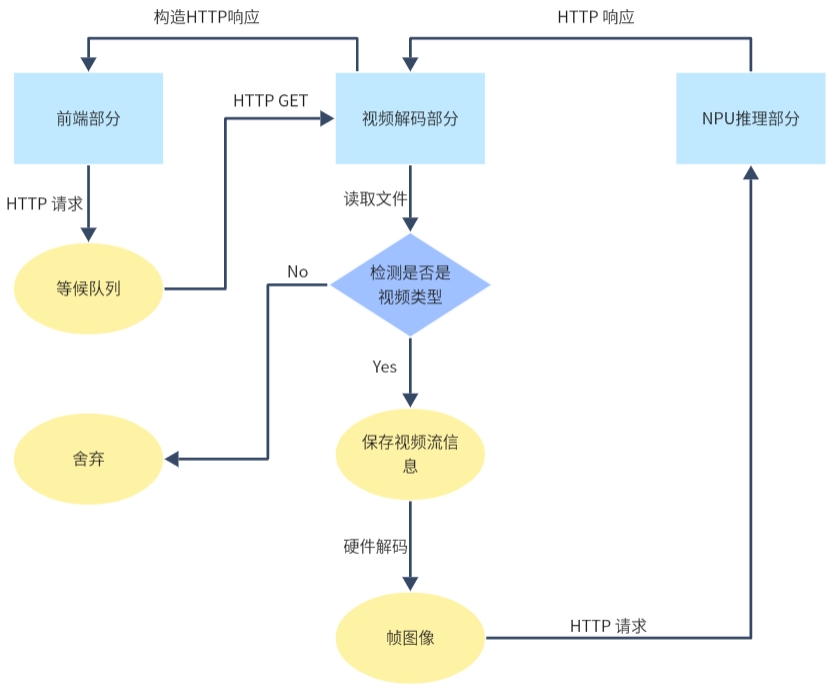 构造HTTP响应
HTTP 响应
前端部分
HTTP GET
视频解码部分
NPU推理部分
HTTP 请求
读取文件
等候队列
No
检测是否是
视频类型
Yes
舍弃
保存视频流信
息
硬件解码
帧图像
HTTP 请求